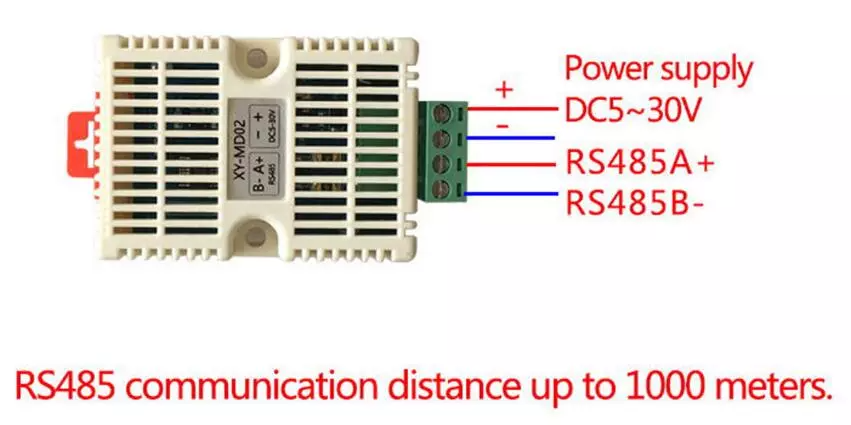 +
Power supply
DC5~30V
-
RS485A+
RS485B-
XY-MD02
B- A+ − +
RS485 DC5-30V
RS485 communication distance up to 1000 meters.